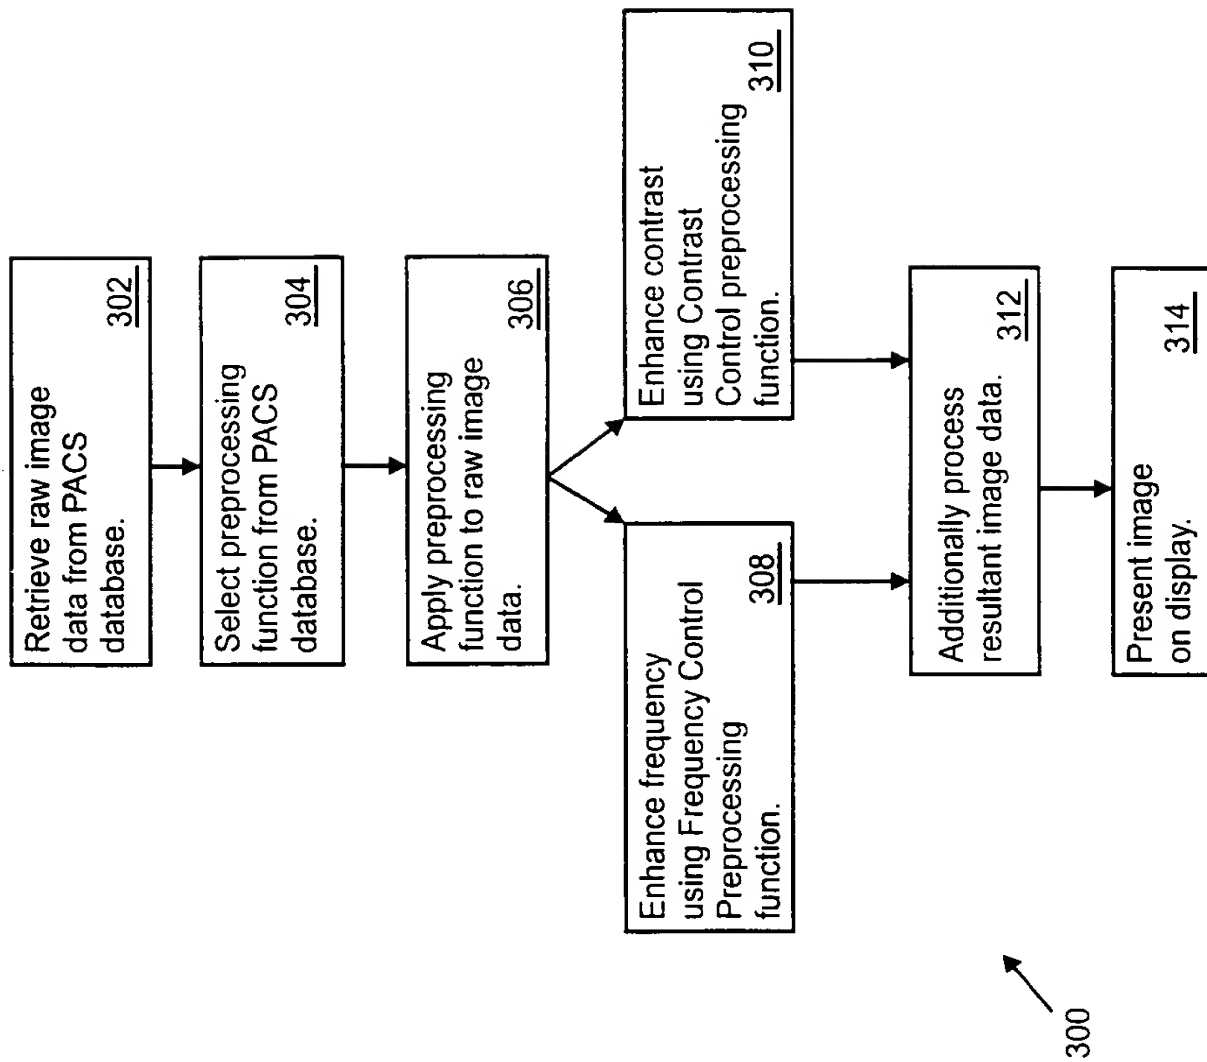 Retrieve raw image
data from PACS
database.
302
Select preprocessing
function from PACS
database.
304
Apply preprocessing
function to raw image
data.
306
Enhance frequency
using Frequency Control
Preprocessing
function.
308
Enhance contrast
using Contrast
Control preprocessing
function.
310
Additionally process
resultant image data.
312
Present image
on display.
314
300